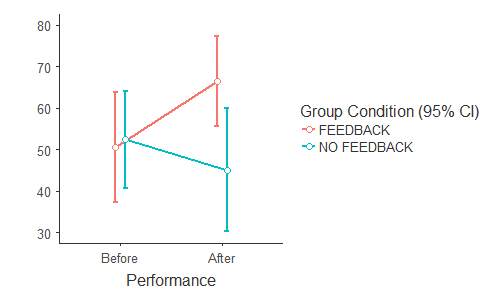 80
70
60
50
40
30
Before After
Performance
Group Condition (95% CI)
FEEDBACK
NO FEEDBACK